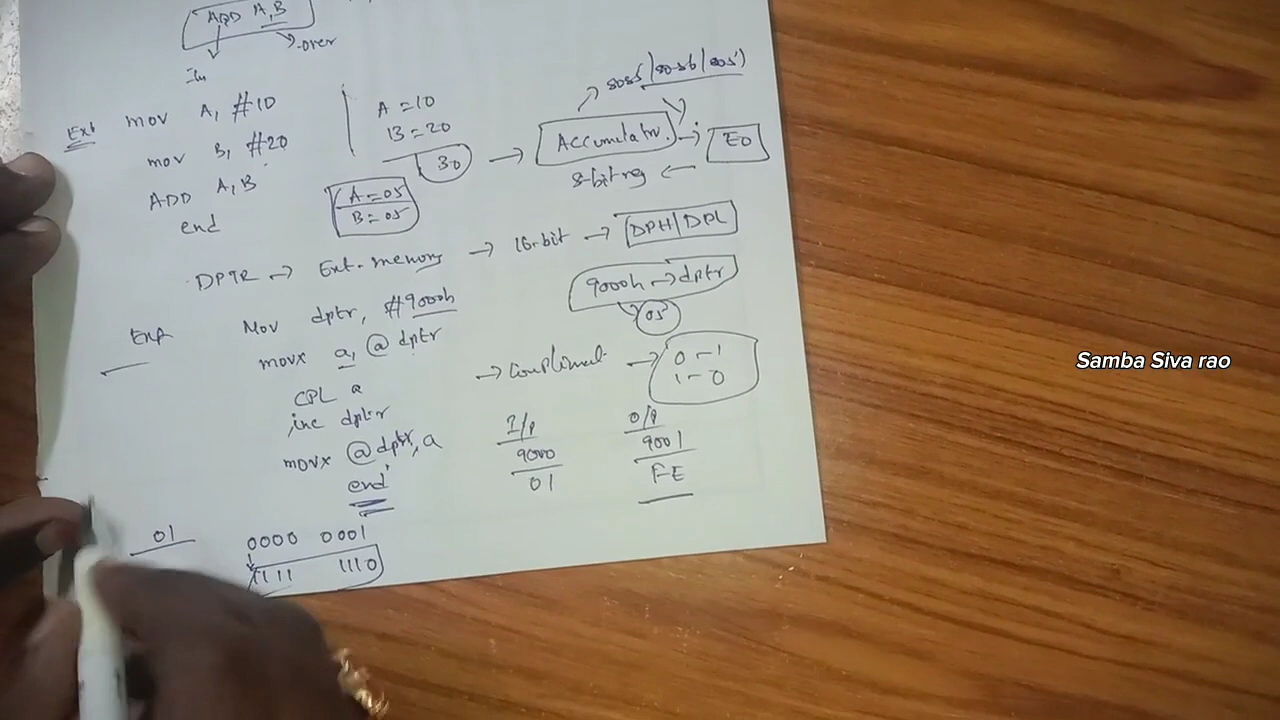 ADD A,B
In
over
Ex:
mov A, #10
mov B, #20
ADD A,B
end
A = 10
B = 20
30
A = 05
B = 05
→ Accumulator. → E0
8-bit reg ←
DPTR → Ext. memory → 16-bit → DPH/DPL
9000h → dptr
05
Mov dptr, #9000h
movx a, @ dptr
CPL a
inc dptr
movx @dptr, a
end
→ Compliment →
0 - 1
1 - 0
I/P
9000
01
O/P
9001
FE
01
0000 0001
1111 1110
Samba Siva rao